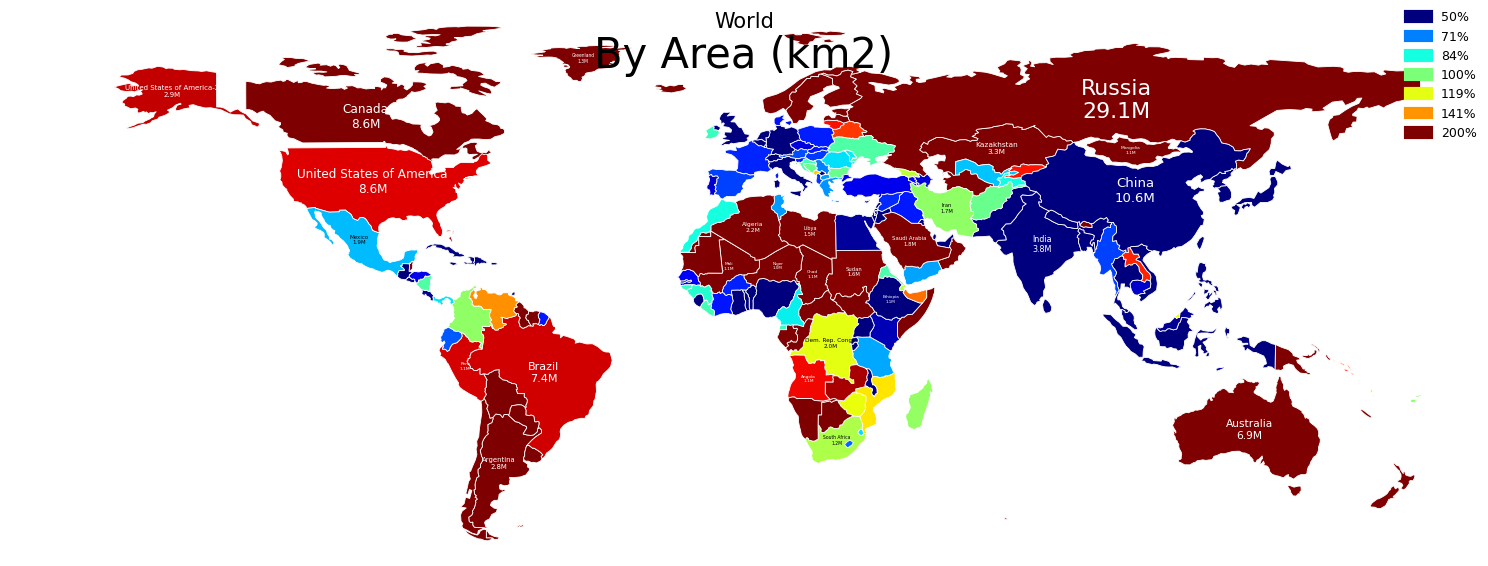 World
By Area (km2)
50%
71%
84%
100%
119%
141%
200%
Greenland
1.3M
United States of America-2
2.9M
Canada
8.6M
Russia
29.1M
Kazakhstan
3.3M
Mongolia
1.1M
United States of America
8.6M
China
10.6M
Iran
1.7M
Mexico
1.9M
Algeria
2.2M
Libya
1.5M
Saudi Arabia
1.8M
India
3.8M
Mali
1.1M
Niger
1.0M
Chad
1.1M
Sudan
1.6M
Ethiopia
1.1M
Dem. Rep. Congo
2.0M
Peru
1.1M
Brazil
7.4M
Angola
1.1M
Australia
6.9M
South Africa
1.2M
Argentina
2.8M